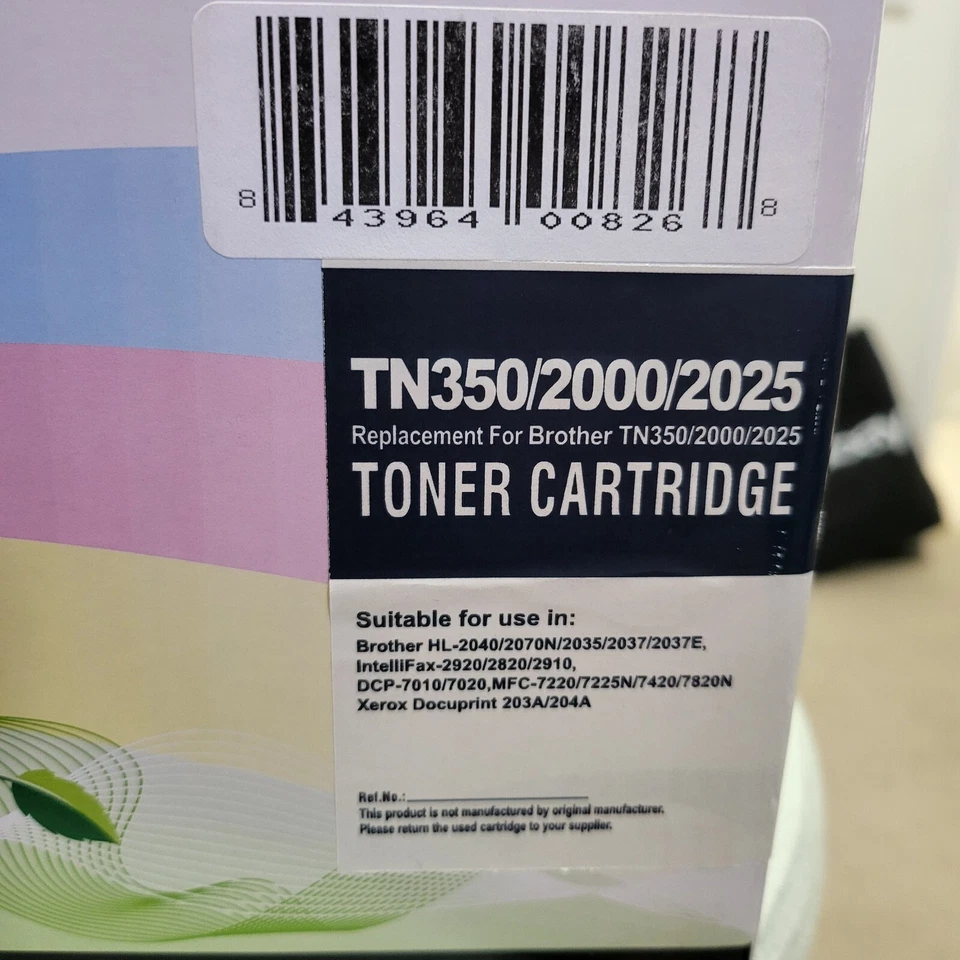 8 43964 00826 8
TN350/2000/2025
Replacement For Brother TN350/2000/2025
TONER CARTRIDGE
Suitable for use in:
Brother HL-2040/2070N/2035/2037/2037E,
IntelliFax-2920/2820/2910,
DCP-7010/7020,MFC-7220/7225N/7420/7820N
Xerox Docuprint 203A/204A
Ref.No.:
This product is not manufactured by original manufacturer.
Please return the used cartridge to your supplier.